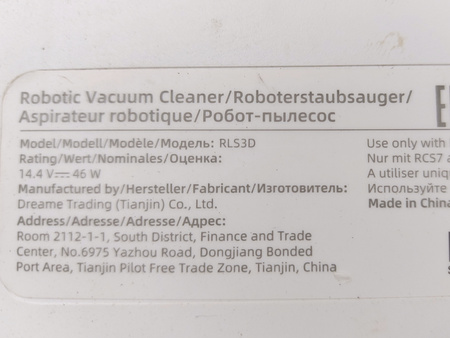 Robotic Vacuum Cleaner/Roboterstaubsauger/
Aspirateur robotique/Робот-пылесос
Model/Modell/Modèle/Модель: RLS3D
Rating/Wert/Nominales/Оценка:
14.4 V⎓46 W
Manufactured by/Hersteller/Fabricant/Изготовитель:
Dreame Trading (Tianjin) Co., Ltd.
Address/Adresse/Adresse/Адрес:
Room 2112-1-1, South District, Finance and Trade
Center, No.6975 Yazhou Road, Dongjiang Bonded
Port Area, Tianjin Pilot Free Trade Zone, Tianjin, China
Use only with
Nur mit RCS7
A utiliser uniq
Используйте
Made in China